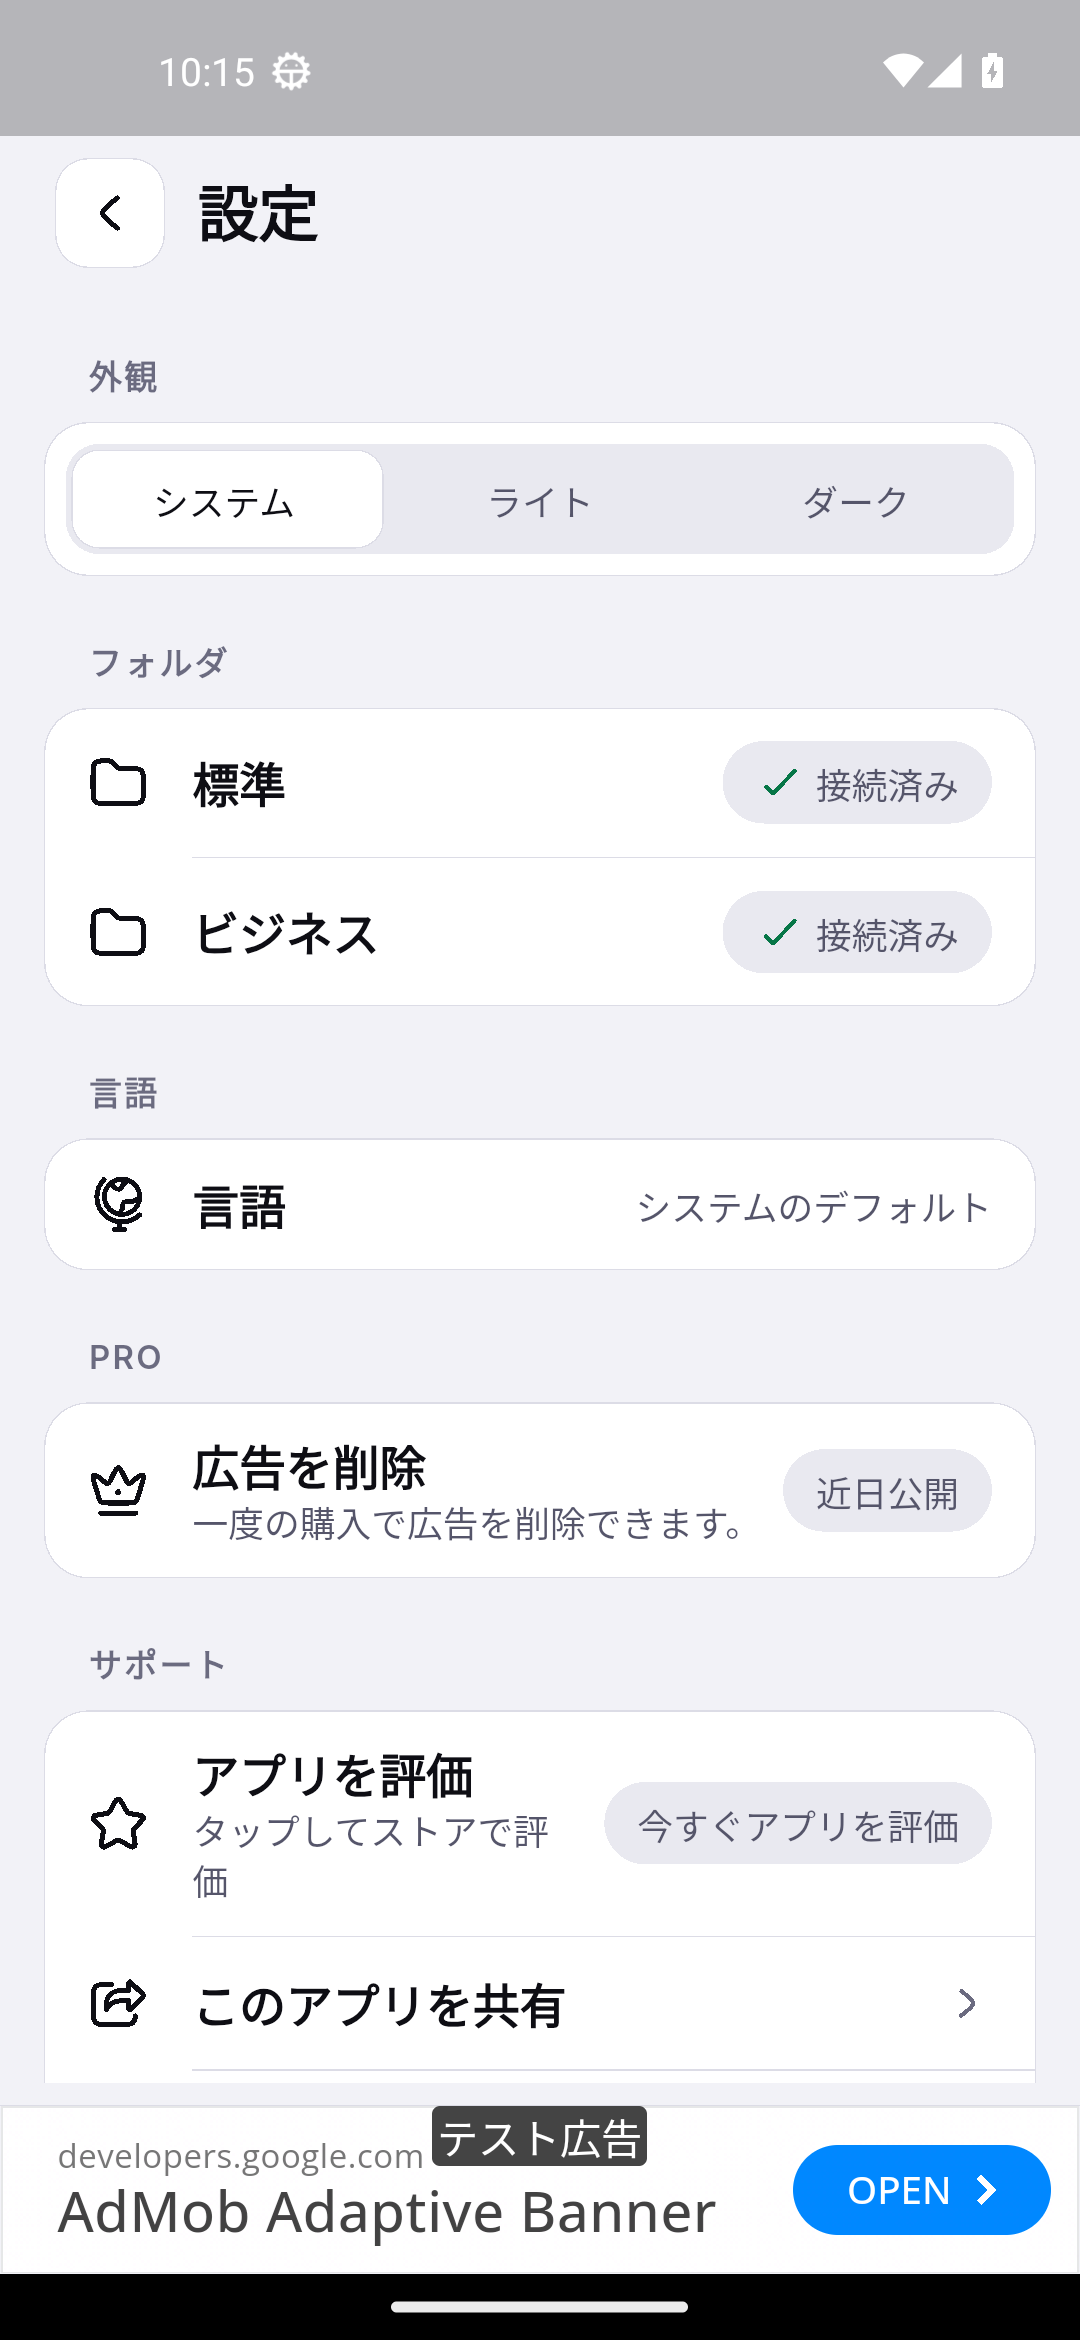 10:15
設定
外観
システム
ライト
ダーク
フォルダ
標準
接続済み
ビジネス
接続済み
言語
言語
システムのデフォルト
PRO
広告を削除
一度の購入で広告を削除できます。
近日公開
サポート
アプリを評価
タップしてストアで評
価
今すぐアプリを評価
このアプリを共有
テスト広告
developers.google.com
AdMob Adaptive Banner
OPEN